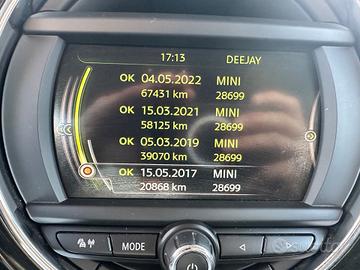 17:13 DEEJAY
OK 04.05.2022 MINI
67431 km 28699
OK 15.03.2021 MINI
58125 km 28699
OK 05.03.2019 MINI
39070 km 28699
OK 15.05.2017 MINI
20868 km 28699
MODE
subito